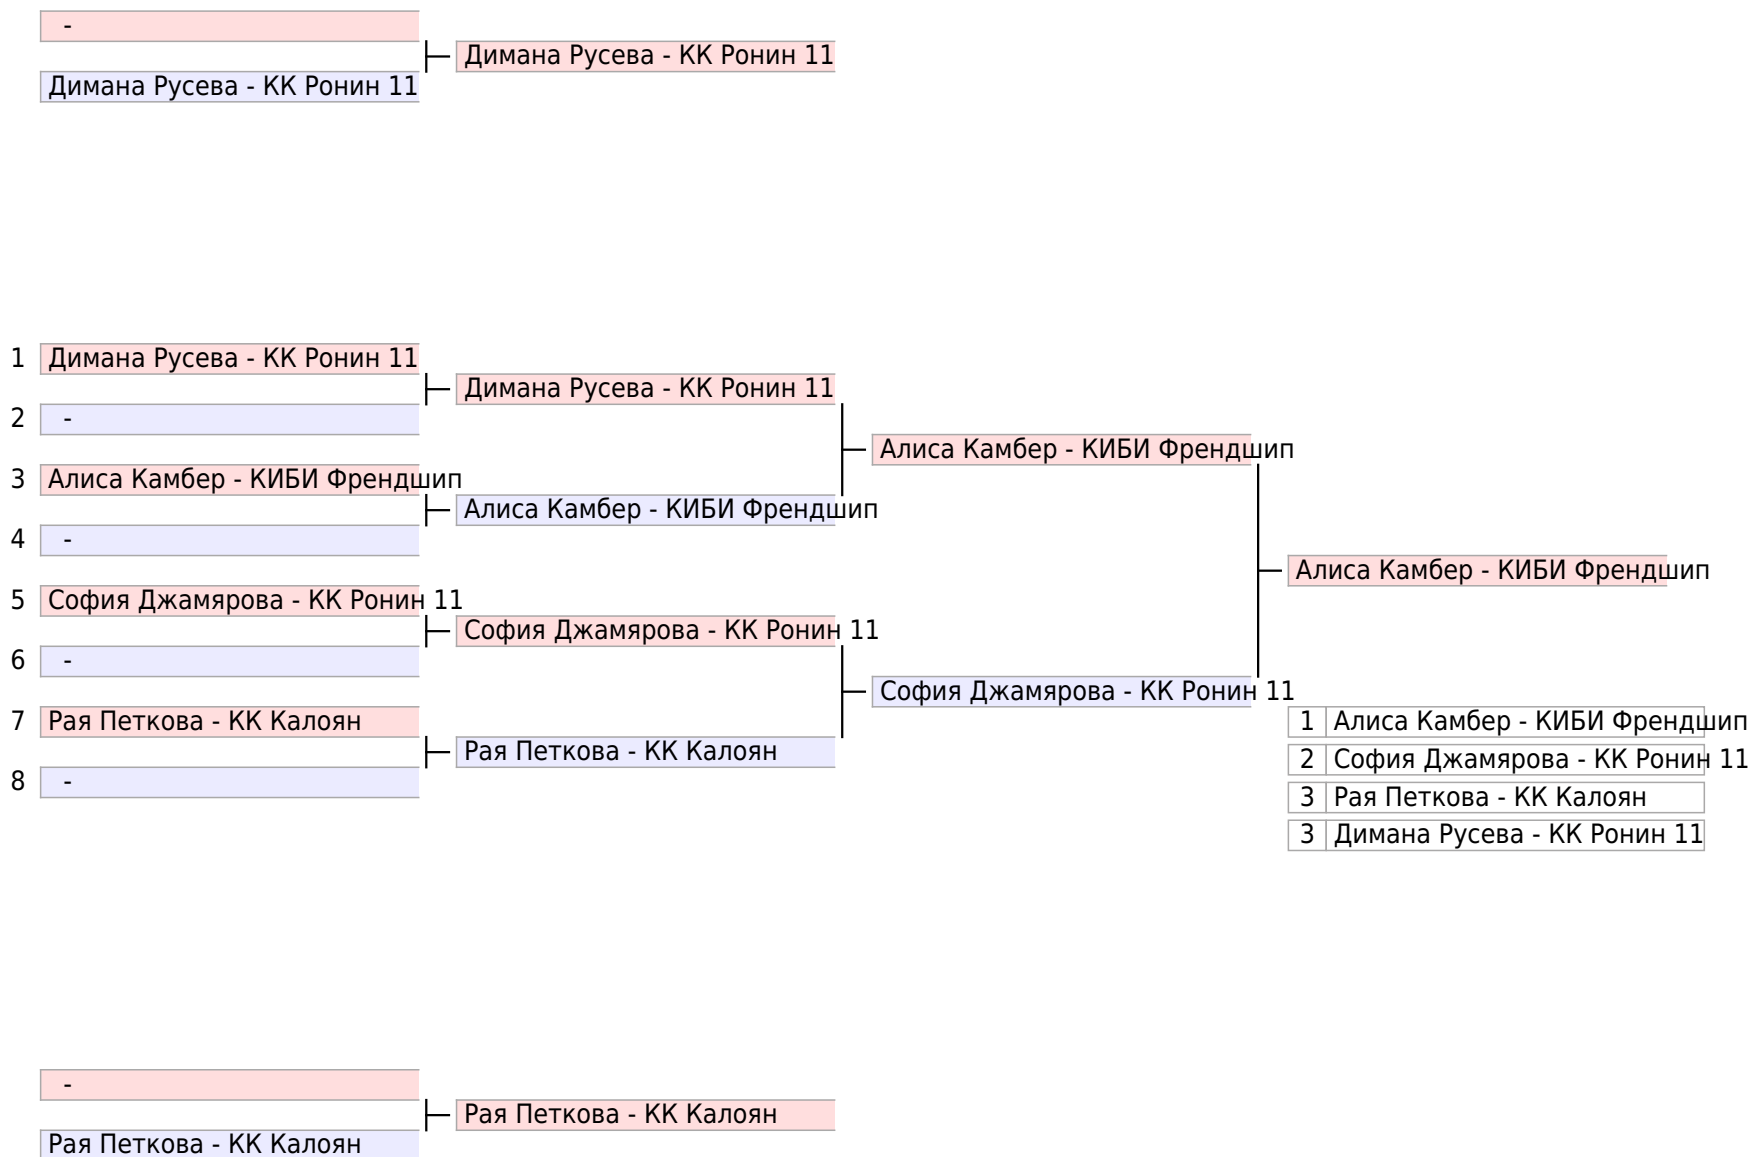 -
Димана Русева - КК Ронин 11
Димана Русева - КК Ронин 11
1 Димана Русева - КК Ронин 11
Димана Русева - КК Ронин 11
2 -
Алиса Камбер - КИБИ Френдшип
3 Алиса Камбер - КИБИ Френдшип
Алиса Камбер - КИБИ Френдшип
4 -
Алиса Камбер - КИБИ Френдшип
5 София Джамярова - КК Ронин 11
София Джамярова - КК Ронин 11
6 -
София Джамярова - КК Ронин 11
7 Рая Петкова - КК Калоян
1 Алиса Камбер - КИБИ Френдшип
Рая Петкова - КК Калоян
2 София Джамярова - КК Ронин 11
8 -
3 Рая Петкова - КК Калоян
3 Димана Русева - КК Ронин 11
-
Рая Петкова - КК Калоян
Рая Петкова - КК Калоян